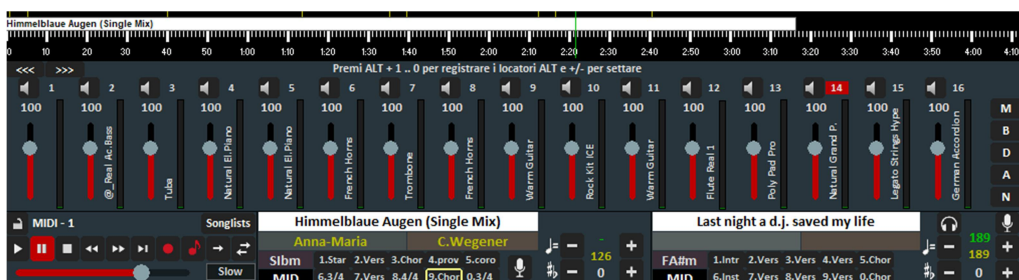 Himmelblaue Augen (Single Mix)
0 10 20 30 40 50 1:00 1:10 1:20 1:30 1:40 1:50 2:00 2:10 2:20 2:30 2:40 2:50 3:00 3:10 3:20 3:30 3:40 3:50 4:00 4:10
<<< >>> Premi ALT + 1 .. 0 per registrare i locatori ALT e +/- per settare
1 2 3 4 5 6 7 8 9 10 11 12 13 14 15 16
100 100 100 100 100 100 100 100 100 100 100 100 100 100 100 100
M
B
D
A
N
@_Real Ac.Bass
Tuba
Natural El.Piano
Natural El.Piano
French Horns
Trombone
French Horns
Warm Guitar
Rock Kit ICE
Warm Guitar
Flute Real 1
Poly Pad Pro
Natural Grand P.
Legato Strings Hype
German Accordion
MIDI - 1 Songlists
Slow
Himmelblaue Augen (Single Mix)
Anna-Maria C.Wegener
SIbm 1.Star 2.Vers 3.Chor 4.prov 5.coro
MID 6.3/4 7.Vers 8.4/4 9.Chor 0.3/4
- 126 +
0 +
Last night a d.j. saved my life
FA#m 1.Intr 2.Vers 3.Vers 4.Vers 5.Chor
MID 6.Inst 7.Vers 8.Vers 9.Vers 0.Chor
189
- 189 +
- 0 +